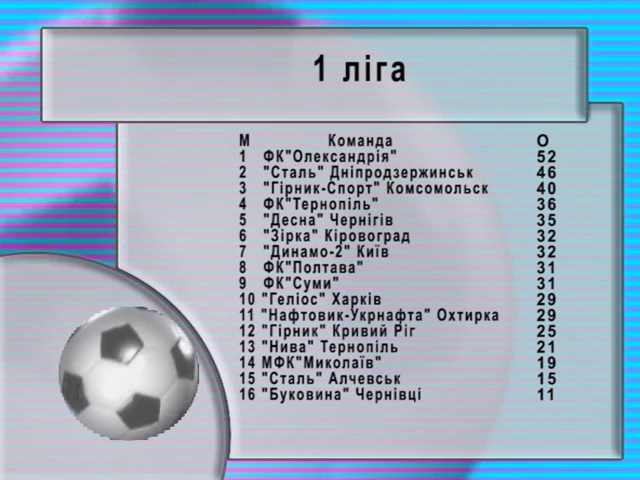 1 ліга
М Команда О
1 ФК"Олександрія" 52
2 "Сталь" Дніпродзержинськ 46
3 "Гірник-Спорт" Комсомольск 40
4 ФК"Тернопіль" 36
5 "Десна" Чернігів 35
6 "Зірка" Кіровоград 32
7 "Динамо-2" Київ 32
8 ФК"Полтава" 31
9 ФК"Суми" 31
10 "Геліос" Харків 29
11 "Нафтовик-Укрнафта" Охтирка 29
12 "Гірник" Кривий Ріг 25
13 "Нива" Тернопіль 21
14 МФК"Миколаїв" 19
15 "Сталь" Алчевськ 15
16 "Буковина" Чернівці 11